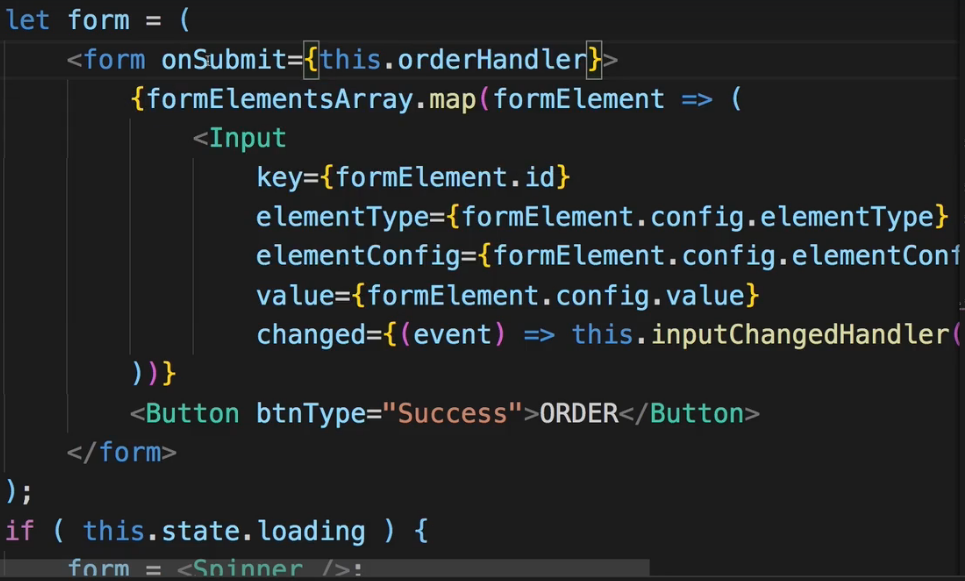 let form = (
<form onSubmit={this.orderHandler}>
{formElementsArray.map(formElement => (
<Input
key={formElement.id}
elementType={formElement.config.elementType}
elementConfig={formElement.config.elementConf
value={formElement.config.value}
changed={(event) => this.inputChangedHandler(
))}
<Button btnType="Success">ORDER</Button>
</form>
);
if ( this.state.loading ) {
form = <Spinner />;